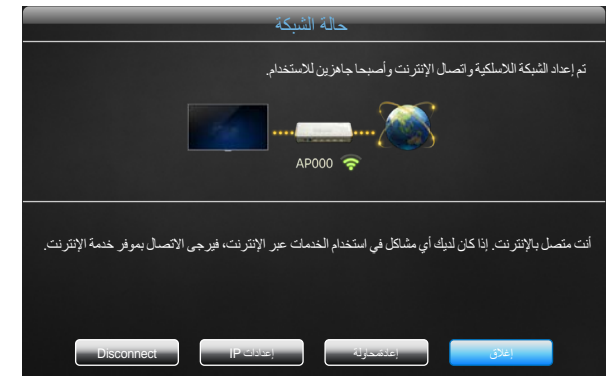 حالة الشبكة
تم إعداد الشبكة اللاسلكية واتصال الإنترنت وأصبحا جاهزين للاستخدام.
AP000
أنت متصل بالإنترنت. إذا كان لديك أي مشاكل في استخدام الخدمات عبر الإنترنت، فيرجى الاتصال بموفر خدمة الإنترنت.
إغلاق إعادةمحاولة إعدادات IP Disconnect